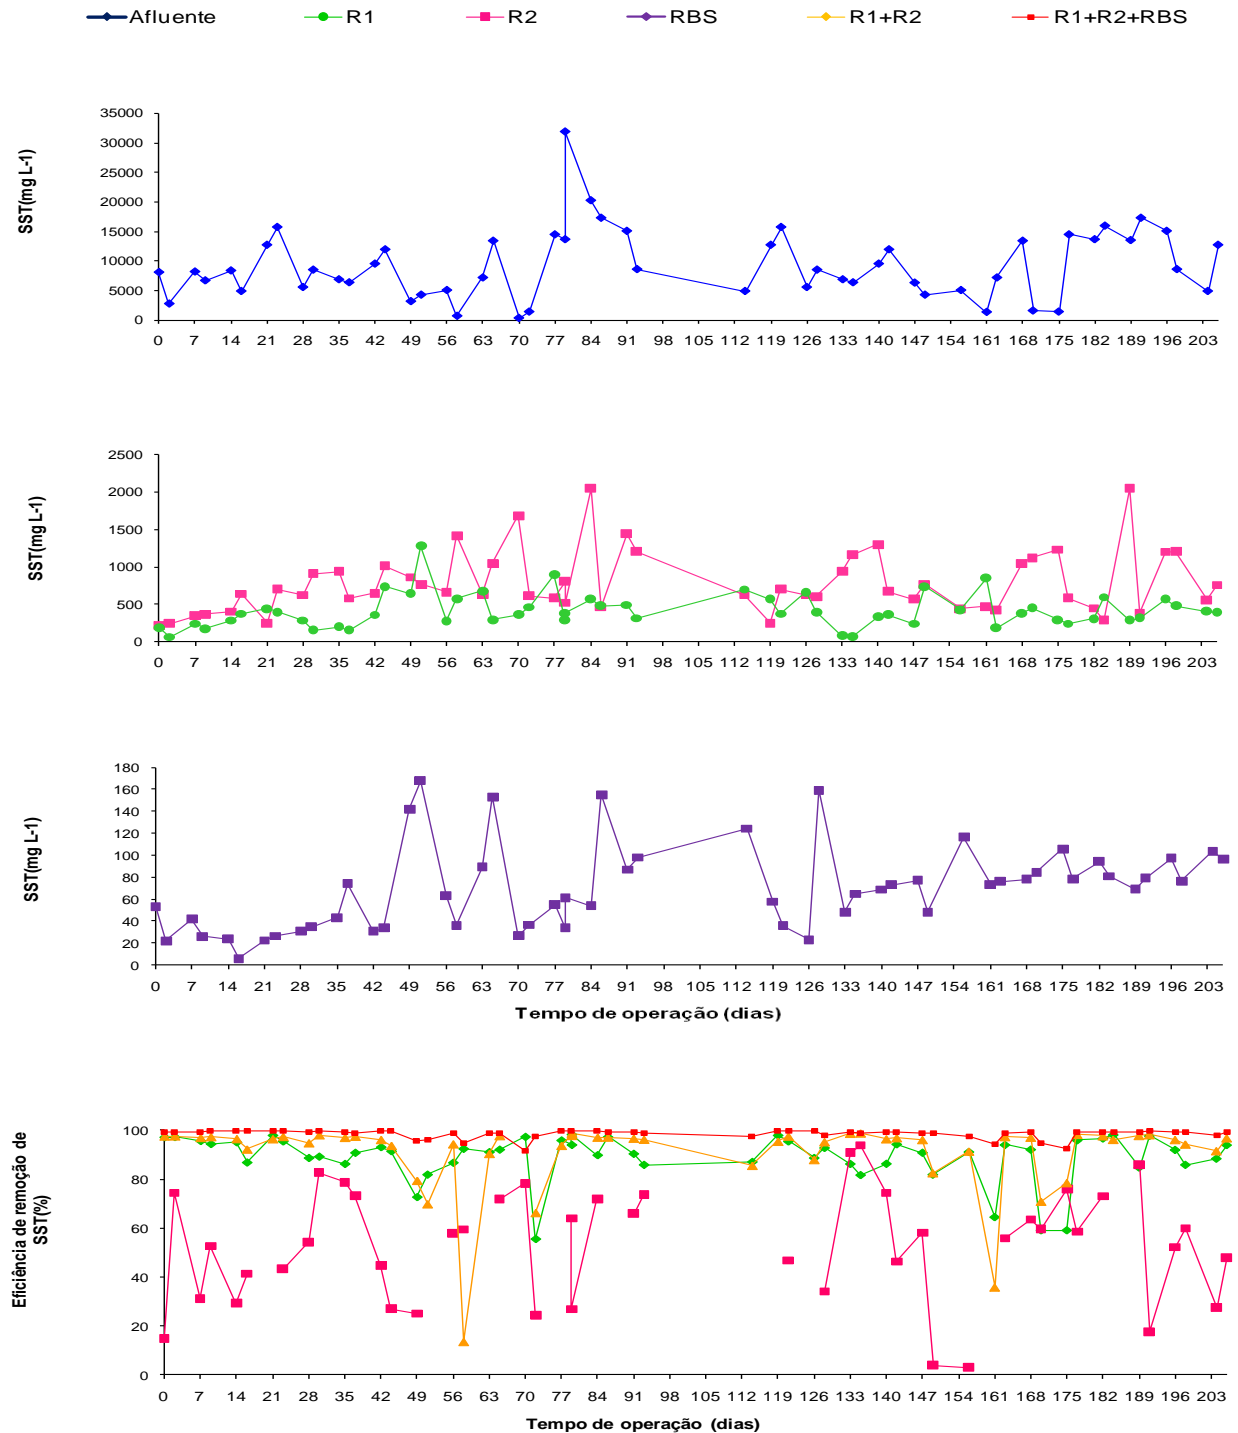 Afluente R1 R2 RBS R1+R2 R1+R2+RBS
SST(mg L-1)
35000
30000
25000
20000
15000
10000
5000
0
0 7 14 21 28 35 42 49 56 63 70 77 84 91 98 105 112 119 126 133 140 147 154 161 168 175 182 189 196 203
SST(mg L-1)
2500
2000
1500
1000
500
0
0 7 14 21 28 35 42 49 56 63 70 77 84 91 98 105 112 119 126 133 140 147 154 161 168 175 182 189 196 203
SST(mg L-1)
180
160
140
120
100
80
60
40
20
0
0 7 14 21 28 35 42 49 56 63 70 77 84 91 98 105 112 119 126 133 140 147 154 161 168 175 182 189 196 203
Tempo de operação (dias)
Eficiência de remoção de
SST(%)
100
80
60
40
20
0
0 7 14 21 28 35 42 49 56 63 70 77 84 91 98 105 112 119 126 133 140 147 154 161 168 175 182 189 196 203
Tempo de operação (dias)